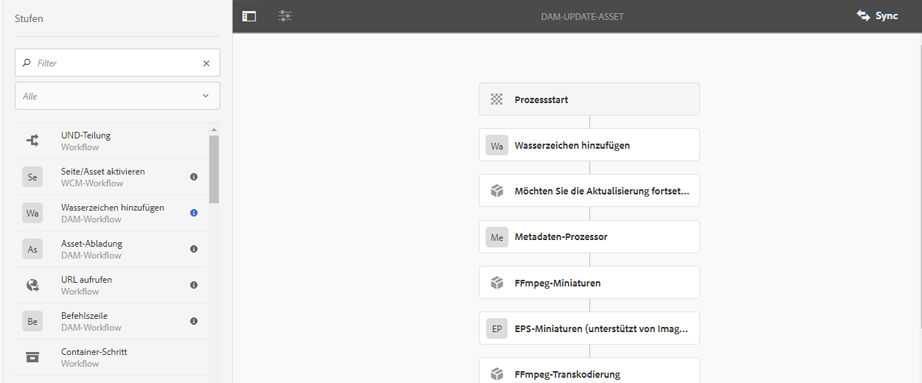 Stufen
Filter
Alle
UND-Teilung
Workflow
Se
Seite/Asset aktivieren
WCM-Workflow
Wa
Wasserzeichen hinzufügen
DAM-Workflow
As
Asset-Abladung
DAM-Workflow
URL aufrufen
Workflow
Be
Befehlszeile
DAM-Workflow
Container-Schritt
Workflow
DAM-UPDATE-ASSET
Sync
Prozessstart
Wa
Wasserzeichen hinzufügen
Möchten Sie die Aktualisierung fortset...
Me
Metadaten-Prozessor
FFmpeg-Miniaturen
EP
EPS-Miniaturen (unterstützt von Imag...
FFmpeg-Transkodierung